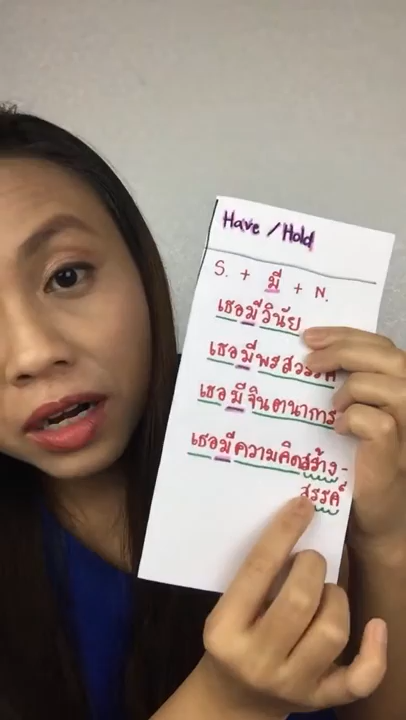 Have / Hold
S. + มี + N.
เธอมีวินัย
เธอมีพรสวรรค์
เธอมีจินตนาการ
เธอมีความคิดสร้าง-
สรรค์